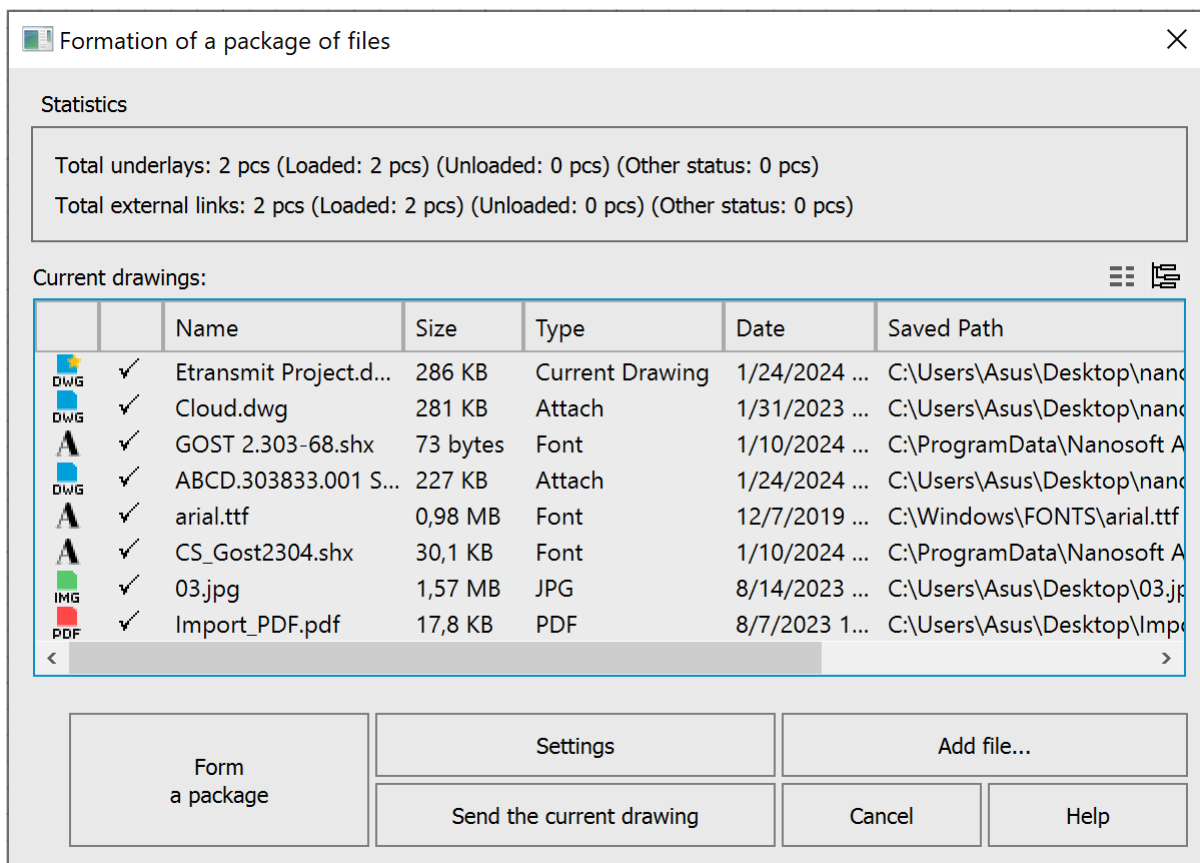 Formation of a package of files
Statistics
Total underlays: 2 pcs (Loaded: 2 pcs) (Unloaded: 0 pcs) (Other status: 0 pcs)
Total external links: 2 pcs (Loaded: 2 pcs) (Unloaded: 0 pcs) (Other status: 0 pcs)
Current drawings:
Name Size Type Date Saved Path
DWG Etransmit Project.d... 286 KB Current Drawing 1/24/2024 ... C:\Users\Asus\Desktop\nanc
DWG Cloud.dwg 281 KB Attach 1/31/2023 ... C:\Users\Asus\Desktop\nanc
A GOST 2.303-68.shx 73 bytes Font 1/10/2024 ... C:\ProgramData\Nanosoft A
DWG ABCD.303833.001 S... 227 KB Attach 1/24/2024 ... C:\Users\Asus\Desktop\nanc
A arial.ttf 0,98 MB Font 12/7/2019 ... C:\Windows\FONTS\arial.ttf
A CS_Gost2304.shx 30,1 KB Font 1/10/2024 ... C:\ProgramData\Nanosoft A
IMG 03.jpg 1,57 MB JPG 8/14/2023 ... C:\Users\Asus\Desktop\03.jp
PDF Import_PDF.pdf 17,8 KB PDF 8/7/2023 1... C:\Users\Asus\Desktop\Impo
Form
a package
Settings
Add file...
Send the current drawing
Cancel
Help